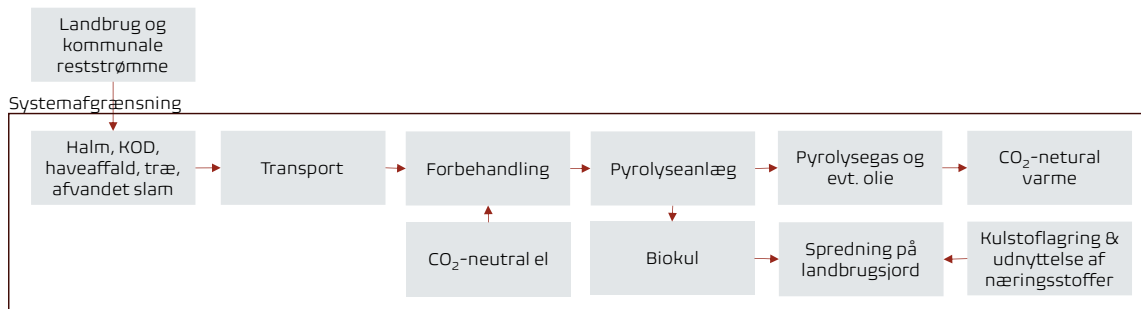 Landbrug og
kommunale
reststrømme
Systemafgrænsning
Halm, KOD,
haveaffald, træ,
afvandet slam
Transport
Forbehandling
Pyrolyseanlæg
Pyrolysegas og
evt. olie
CO₂-netural
varme
CO₂-neutral el
Biokul
Spredning på
landbrugsjord
Kulstoflagring &
udnyttelse af
næringsstoffer